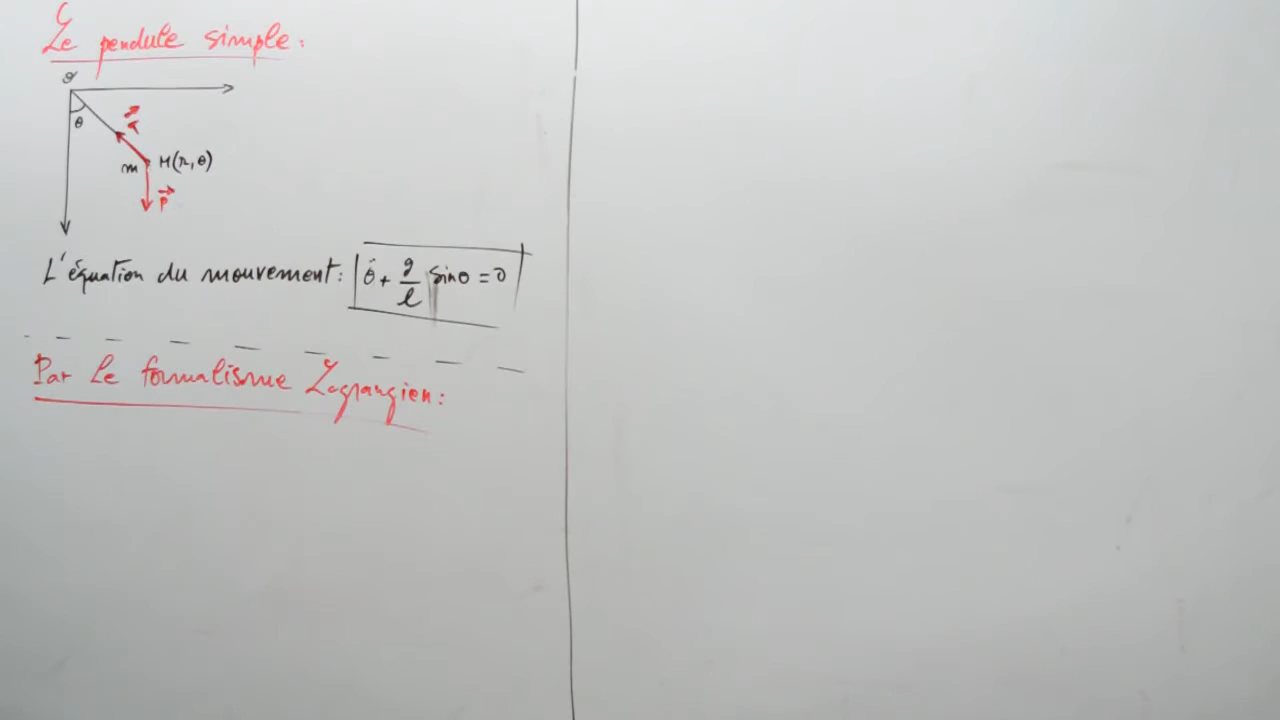 Le pendule simple:
O
θ
T
m M(r,θ)
P
L'équation du mouvement: θ̈ + g/l sinθ = 0
Par le formalisme Lagrangien: